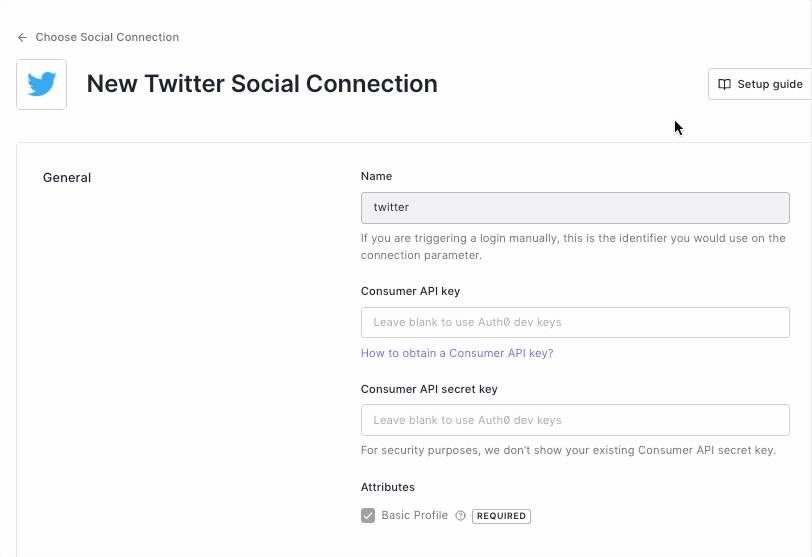 Choose Social Connection
New Twitter Social Connection
Setup guide
General
Name
twitter
If you are triggering a login manually, this is the identifier you would use on the
connection parameter.
Consumer API key
Leave blank to use Auth0 dev keys
How to obtain a Consumer API key?
Consumer API secret key
Leave blank to use Auth0 dev keys
For security purposes, we don’t show your existing Consumer API secret key.
Attributes
Basic Profile REQUIRED